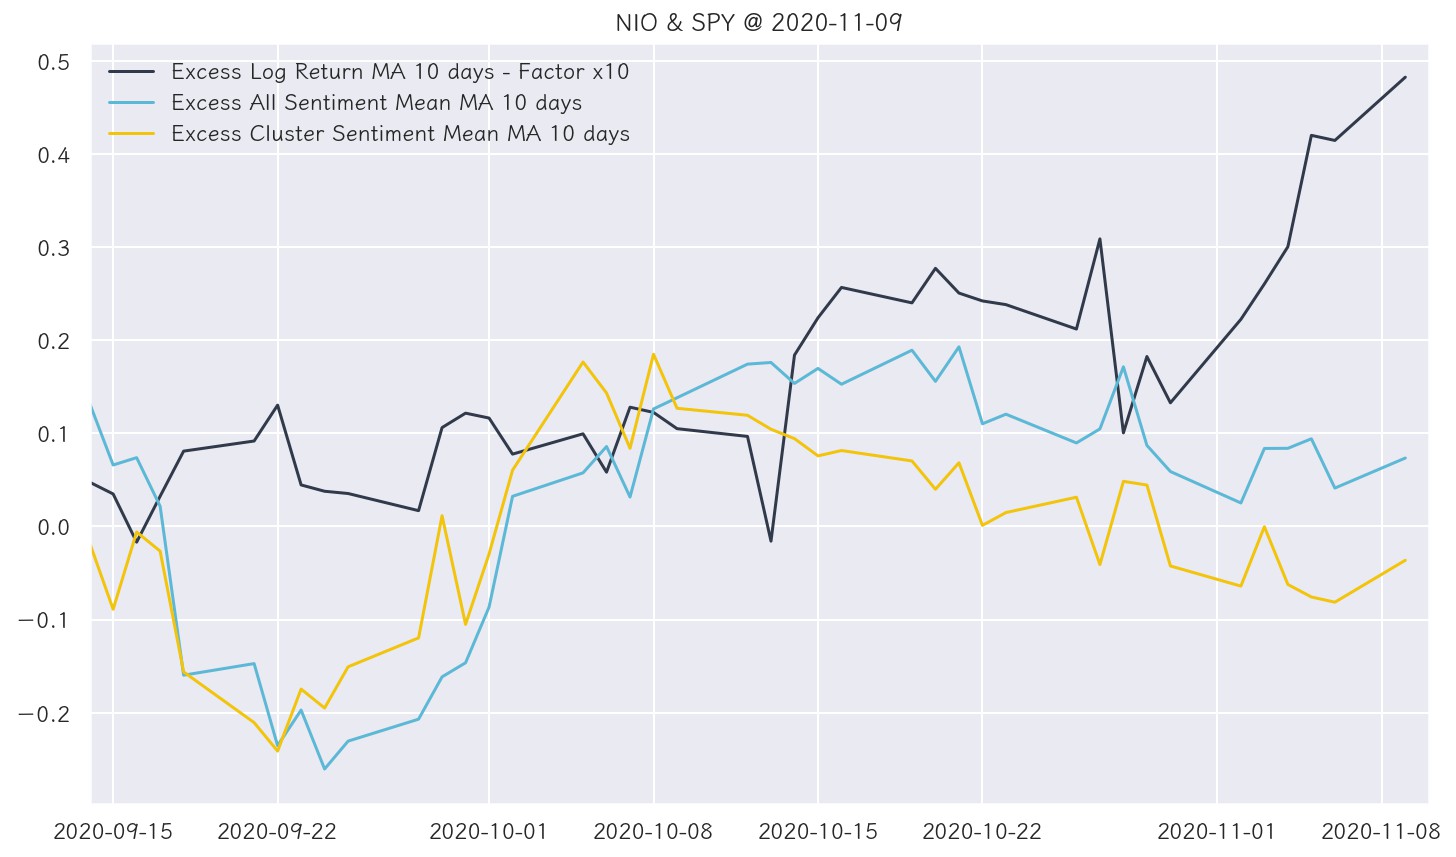 NIO & SPY @ 2020-11-09
Excess Log Return MA 10 days - Factor x10
Excess All Sentiment Mean MA 10 days
Excess Cluster Sentiment Mean MA 10 days
0.5
0.4
0.3
0.2
0.1
0.0
−0.1
−0.2
2020-09-15 2020-09-22 2020-10-01 2020-10-08 2020-10-15 2020-10-22 2020-11-01 2020-11-08